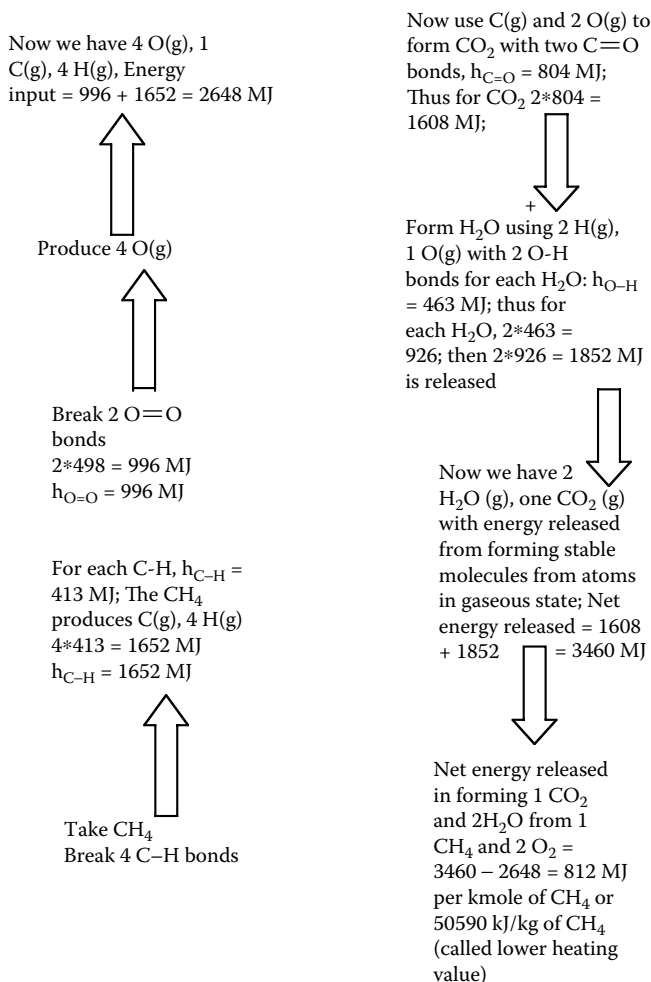 Now we have 4 O(g), 1
C(g), 4 H(g), Energy
input = 996 + 1652 = 2648 MJ
Produce 4 O(g)
Break 2 O=O
bonds
2*498 = 996 MJ
h_{O=O} = 996 MJ
For each C-H, h_{C–H} =
413 MJ; The CH₄
produces C(g), 4 H(g)
4*413 = 1652 MJ
h_{C–H} = 1652 MJ
Take CH₄
Break 4 C–H bonds
Now use C(g) and 2 O(g) to
form CO₂ with two C=O
bonds, h_{C=O} = 804 MJ;
Thus for CO₂ 2*804 =
1608 MJ;
+
Form H₂O using 2 H(g),
1 O(g) with 2 O-H
bonds for each H₂O: h_{O–H}
= 463 MJ; thus for
each H₂O, 2*463 =
926; then 2*926 = 1852 MJ
is released
Now we have 2
H₂O (g), one CO₂ (g)
with energy released
from forming stable
molecules from atoms
in gaseous state; Net
energy released = 1608
+ 1852 = 3460 MJ
Net energy released
in forming 1 CO₂
and 2H₂O from 1
CH₄ and 2 O₂ =
3460 – 2648 = 812 MJ
per kmole of CH₄ or
50590 kJ/kg of CH₄
(called lower heating
value)